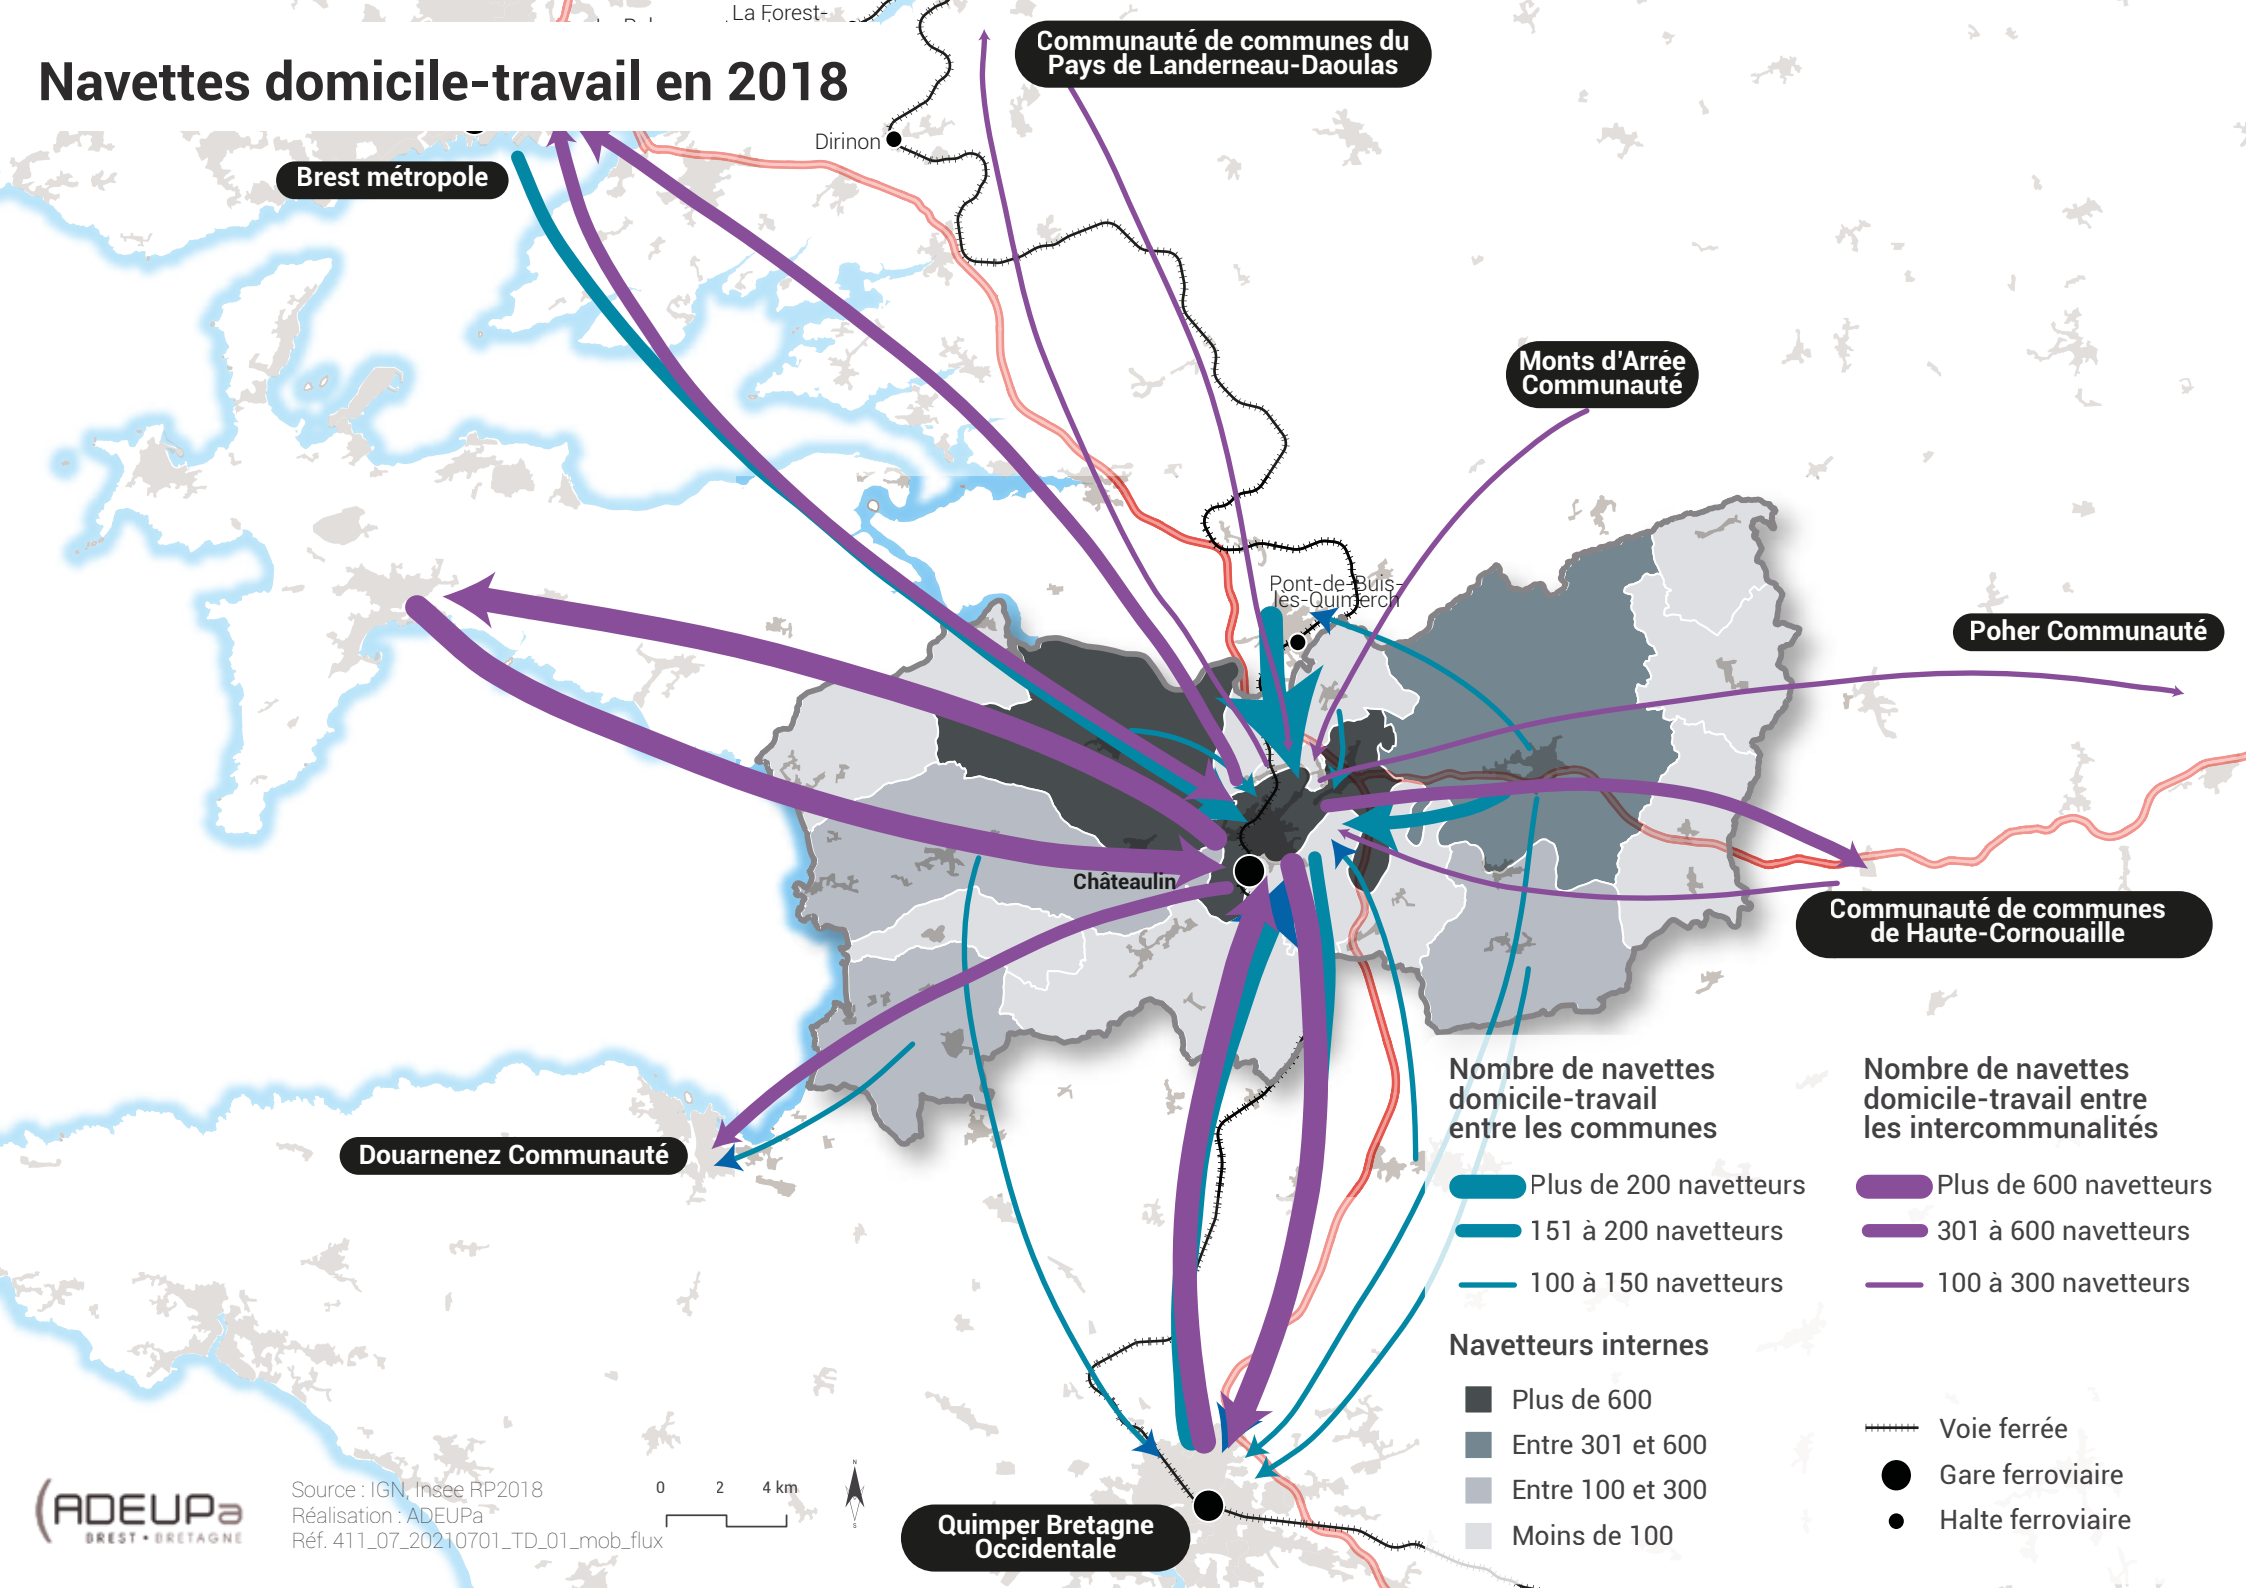 La Forest-
Communauté de communes du
Pays de Landerneau-Daoulas
Navettes domicile-travail en 2018
Dirinon
Brest métropole
Monts d'Arrée
Communauté
Pont-de-Buis-
lès-Quimerch
Poher Communauté
Châteaulin
Communauté de communes
de Haute-Cornouaille
Douarnenez Communauté
Quimper Bretagne
Occidentale
Nombre de navettes
domicile-travail
entre les communes
Plus de 200 navetteurs
151 à 200 navetteurs
100 à 150 navetteurs
Nombre de navettes
domicile-travail entre
les intercommunalités
Plus de 600 navetteurs
301 à 600 navetteurs
100 à 300 navetteurs
Navetteurs internes
Plus de 600
Entre 301 et 600
Entre 100 et 300
Moins de 100
Voie ferrée
Gare ferroviaire
Halte ferroviaire
ADEUPa
BREST • BRETAGNE
Source : IGN, Insee RP2018
Réalisation : ADEUPa
Réf. 411_07_20210701_TD_01_mob_flux
0 2 4 km
N
S